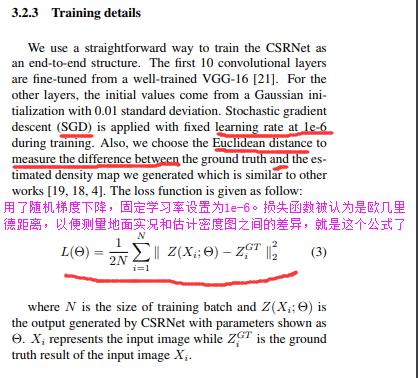 3.2.3 Training details
We use a straightforward way to train the CSRNet as
an end-to-end structure. The first 10 convolutional layers
are fine-tuned from a well-trained VGG-16 [21]. For the
other layers, the initial values come from a Gaussian ini-
tialization with 0.01 standard deviation. Stochastic gradient
descent (SGD) is applied with fixed learning rate at 1e-6
during training. Also, we choose the Euclidean distance to
measure the difference between the ground truth and the es-
timated density map we generated which is similar to other
works [19, 18, 4]. The loss function is given as follow:
用了随机梯度下降，固定学习率设置为1e-6。损失函数被认为是欧几里
德距离，以便测量地面实况和估计密度图之间的差异，就是这个公式了
L(Θ) = 1/2N ∑_{i=1}^{N} ‖ Z(X_i; Θ) − Z_i^{GT} ‖_2^2 (3)
where N is the size of training batch and Z(X_i; Θ) is
the output generated by CSRNet with parameters shown as
Θ. X_i represents the input image while Z_i^{GT} is the ground
truth result of the input image X_i.